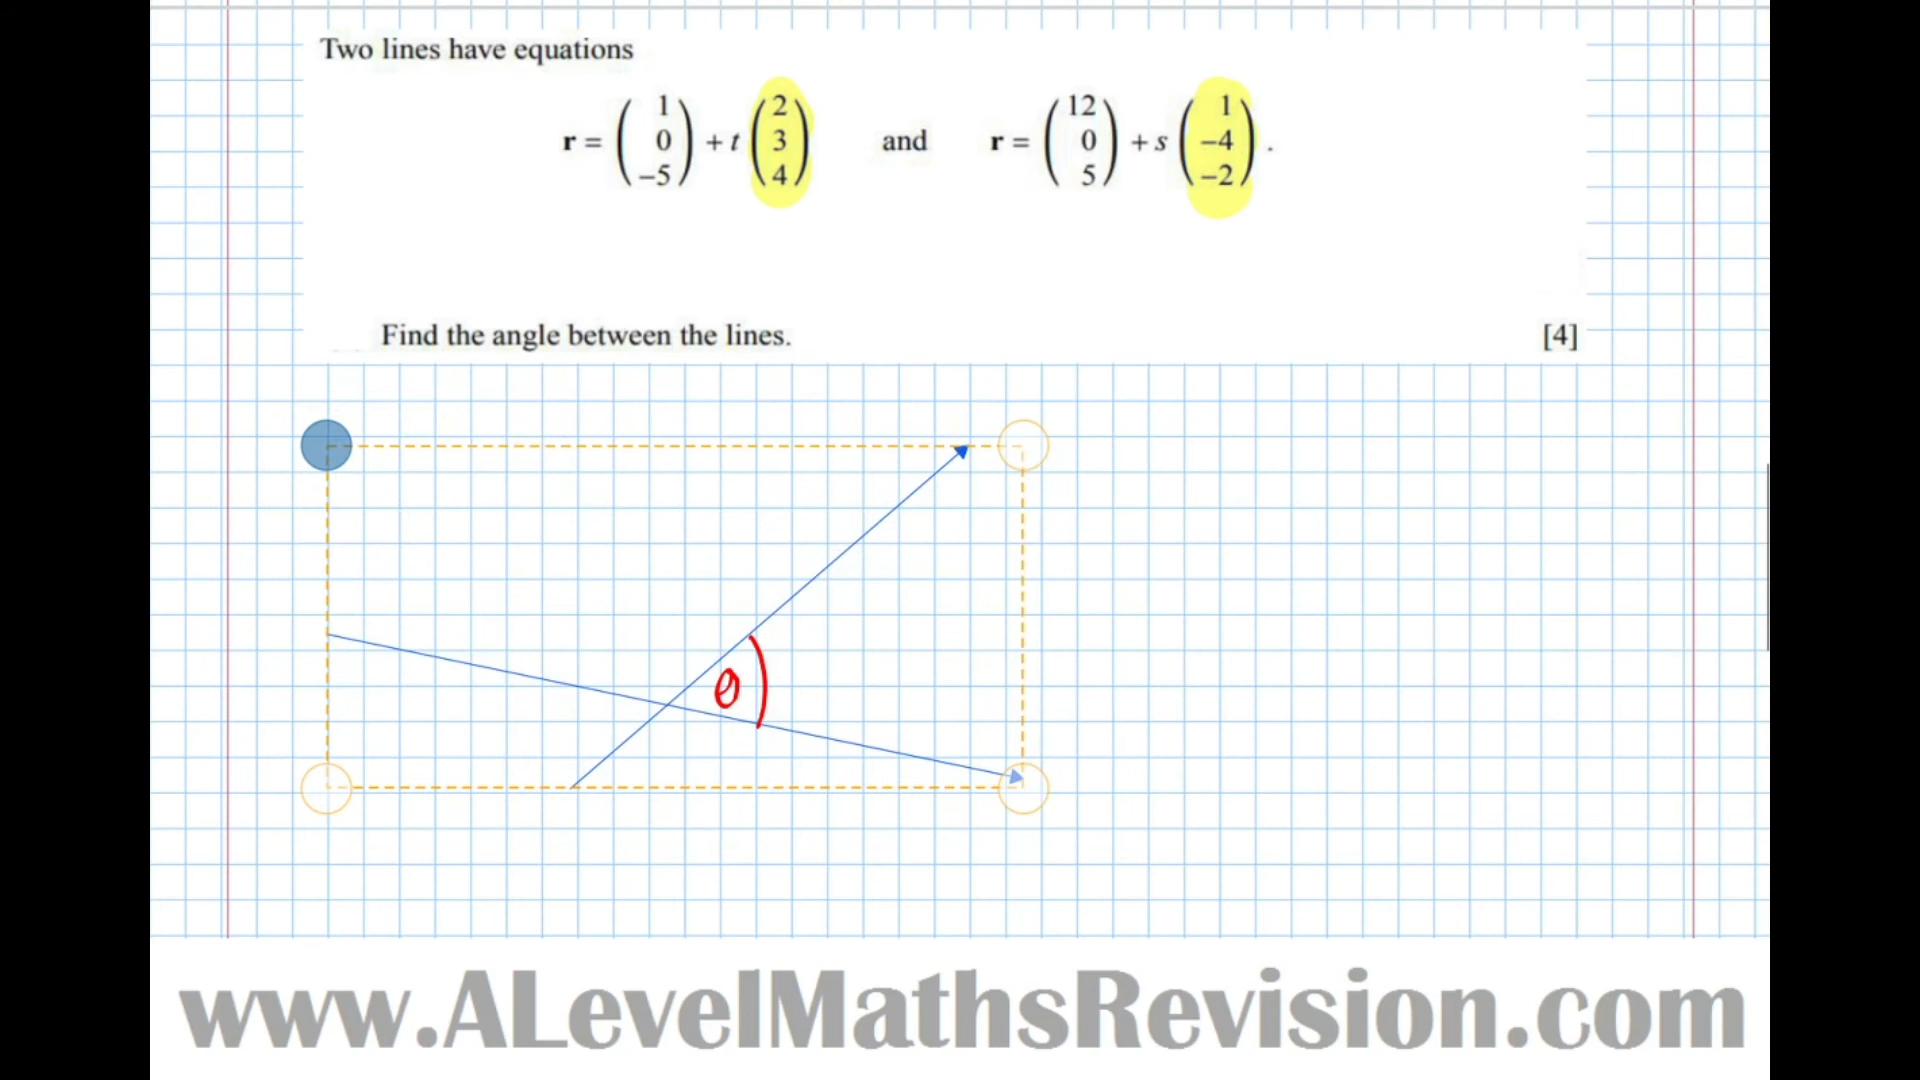 Two lines have equations
r = ( 1 0 −5 ) + t ( 2 3 4 ) and r = ( 12 0 5 ) + s ( 1 −4 −2 ) .
Find the angle between the lines. [4]
θ
www.ALevelMathsRevision.com